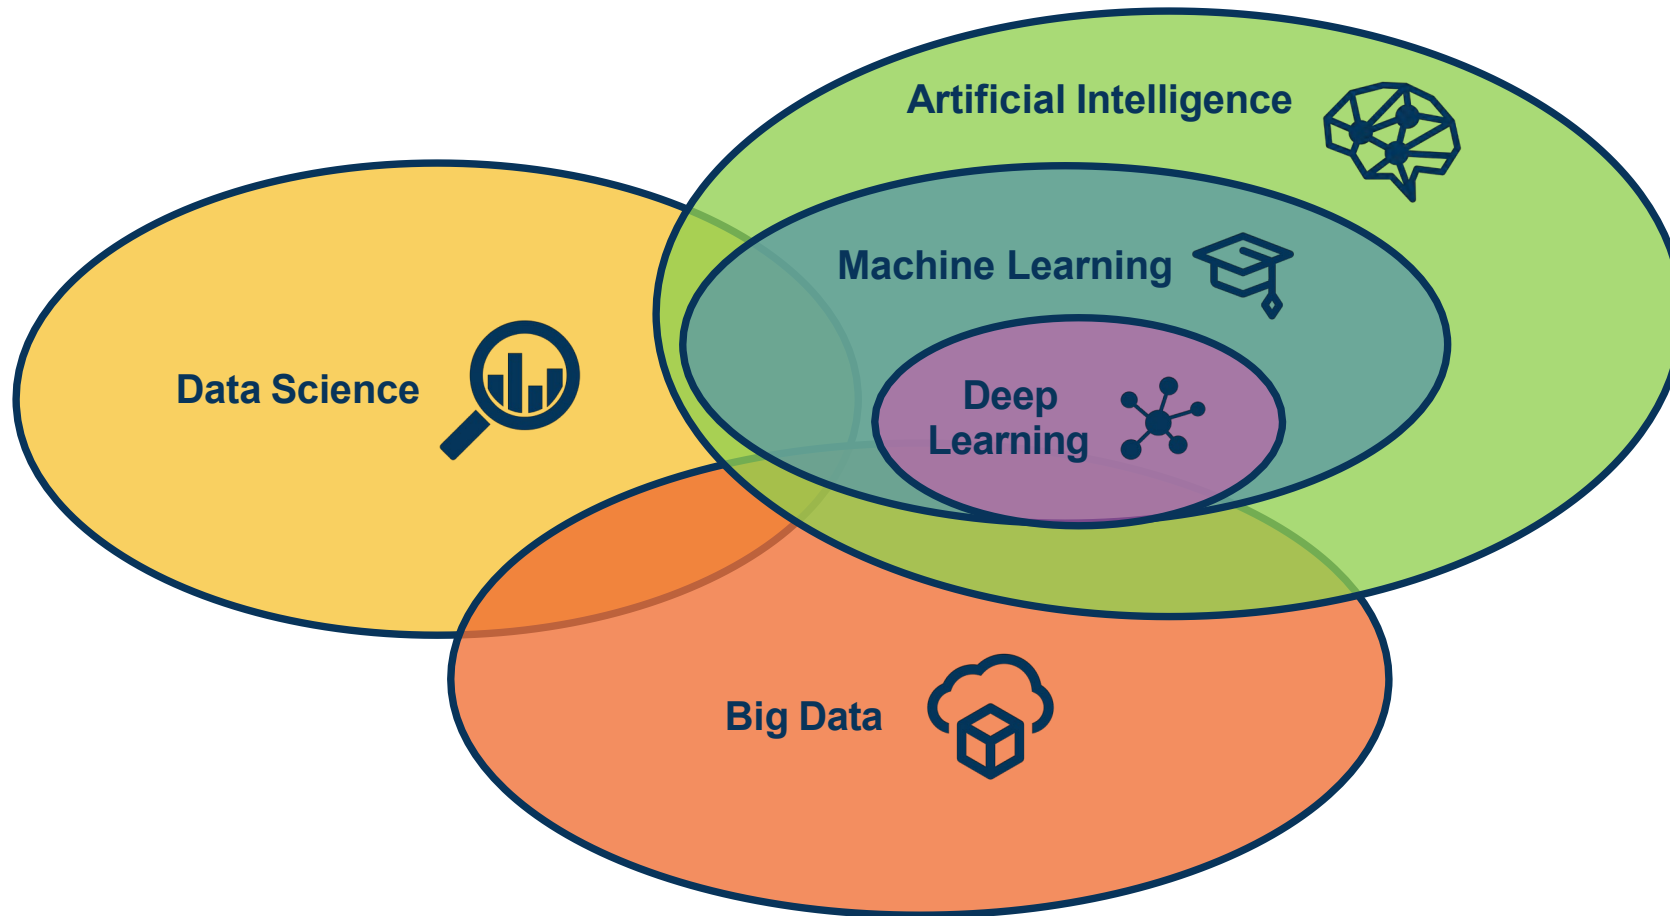 Artificial Intelligence
Machine Learning
Data Science
Deep
Learning
Big Data